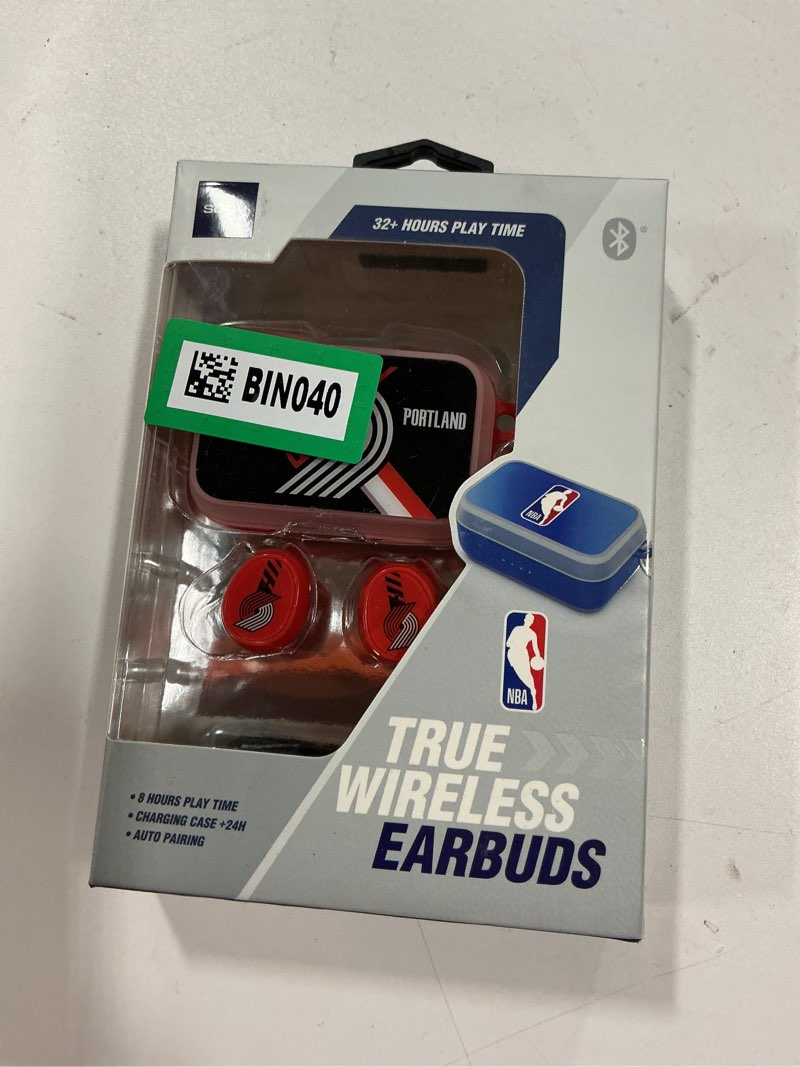 32+ HOURS PLAY TIME
BIN040
PORTLAND
NBA
NBA
TRUE
WIRELESS
EARBUDS
• 8 HOURS PLAY TIME
• CHARGING CASE +24H
• AUTO PAIRING